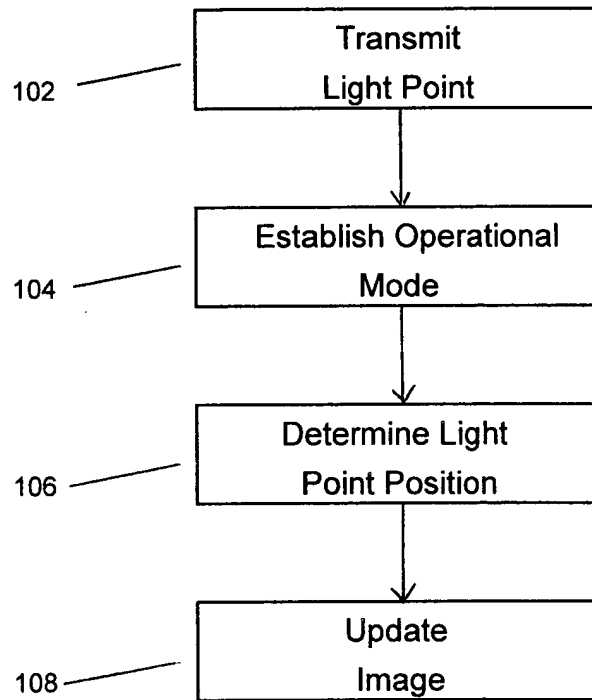 Transmit
Light Point
102
Establish Operational
Mode
104
Determine Light
Point Position
106
Update
Image
108